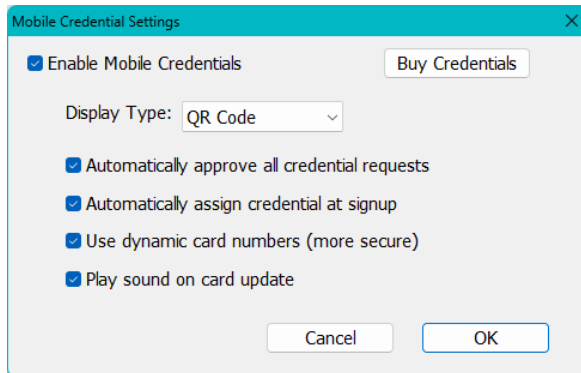 Mobile Credential Settings
Enable Mobile Credentials
Buy Credentials
Display Type: QR Code
Automatically approve all credential requests
Automatically assign credential at signup
Use dynamic card numbers (more secure)
Play sound on card update
Cancel
OK